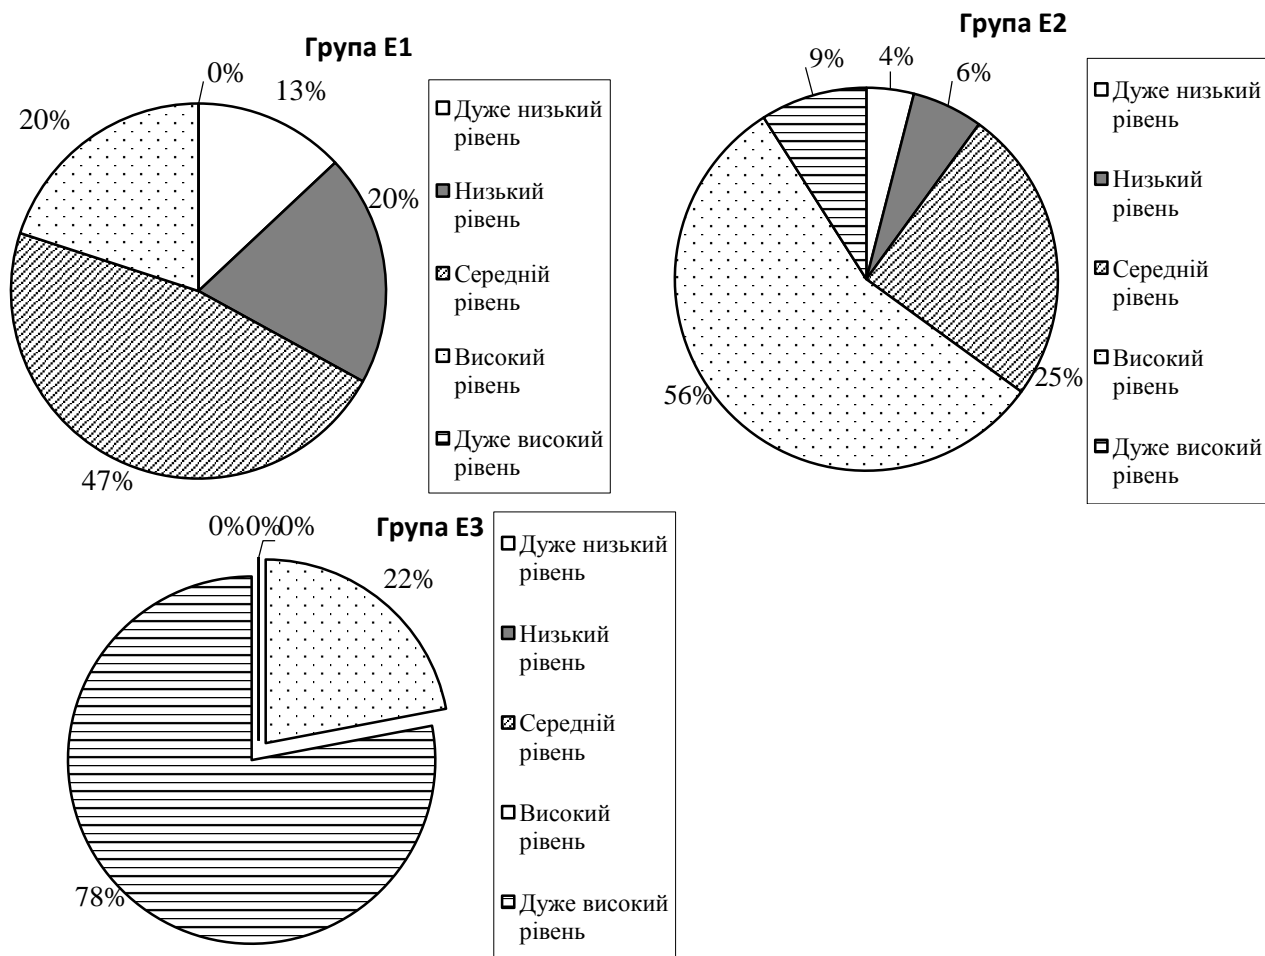 Група Е1
0%
13%
20%
47%
20%
Дуже низький
рівень
Низький
рівень
Середній
рівень
Високий
рівень
Дуже високий
рівень
Група Е2
4%
6%
25%
56%
9%
Дуже низький
рівень
Низький
рівень
Середній
рівень
Високий
рівень
Дуже високий
рівень
Група Е3
0%0%0%
22%
78%
Дуже низький
рівень
Низький
рівень
Середній
рівень
Високий
рівень
Дуже високий
рівень